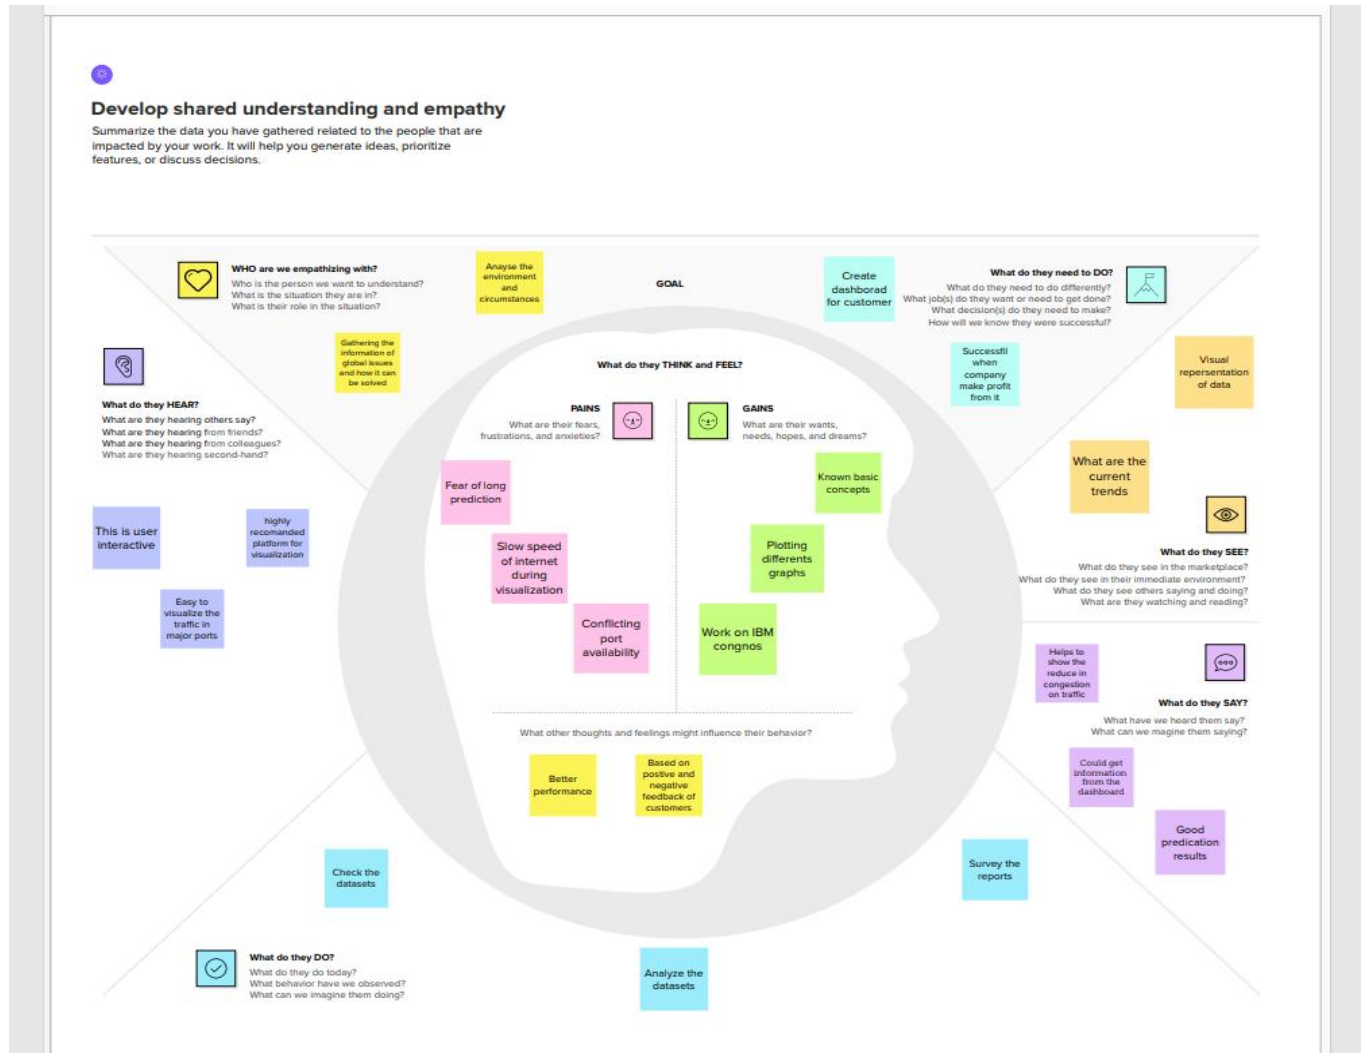 Develop shared understanding and empathy
Summarize the data you have gathered related to the people that are
impacted by your work. It will help you generate ideas, prioritize
features, or discuss decisions.
WHO are we empathizing with?
Who is the person we want to understand?
What is the situation they are in?
What is their role in the situation?
Anayse the
environment
and
circumstances
Gathering the
information of
global issues
and how it can
be solved
GOAL
Create
dashborad
for customer
What do they need to DO?
What do they need to do differently?
What job(s) do they want or need to get done?
What decision(s) do they need to make?
How will we know they were successful?
Successfil
when
company
make profit
from it
Visual
repersentation
of data
What do they HEAR?
What are they hearing others say?
What are they hearing from friends?
What are they hearing from colleagues?
What are they hearing second-hand?
This is user
interactive
highly
recomanded
platform for
visualization
Easy to
visualize the
traffic in
major ports
What do they THINK and FEEL?
PAINS
What are their fears,
frustrations, and anxieties?
GAINS
What are their wants,
needs, hopes, and dreams?
Fear of long
prediction
Slow speed
of internet
during
visualization
Conflicting
port
availability
Known basic
concepts
Plotting
differents
graphs
Work on IBM
congnos
What are the
current
trends
What do they SEE?
What do they see in the marketplace?
What do they see in their immediate environment?
What do they see others saying and doing?
What are they watching and reading?
Helps to
show the
reduce in
congestion
on traffic
What do they SAY?
What have we heard them say?
What can we magine them saying?
Could get
information
from the
dashboard
Good
predication
results
What other thoughts and feelings might influence their behavior?
Better
performance
Based on
postive and
negative
feedback of
customers
Check the
datasets
Survey the
reports
What do they DO?
What do they do today?
What behavior have we observed?
What can we imagine them doing?
Analyze the
datasets